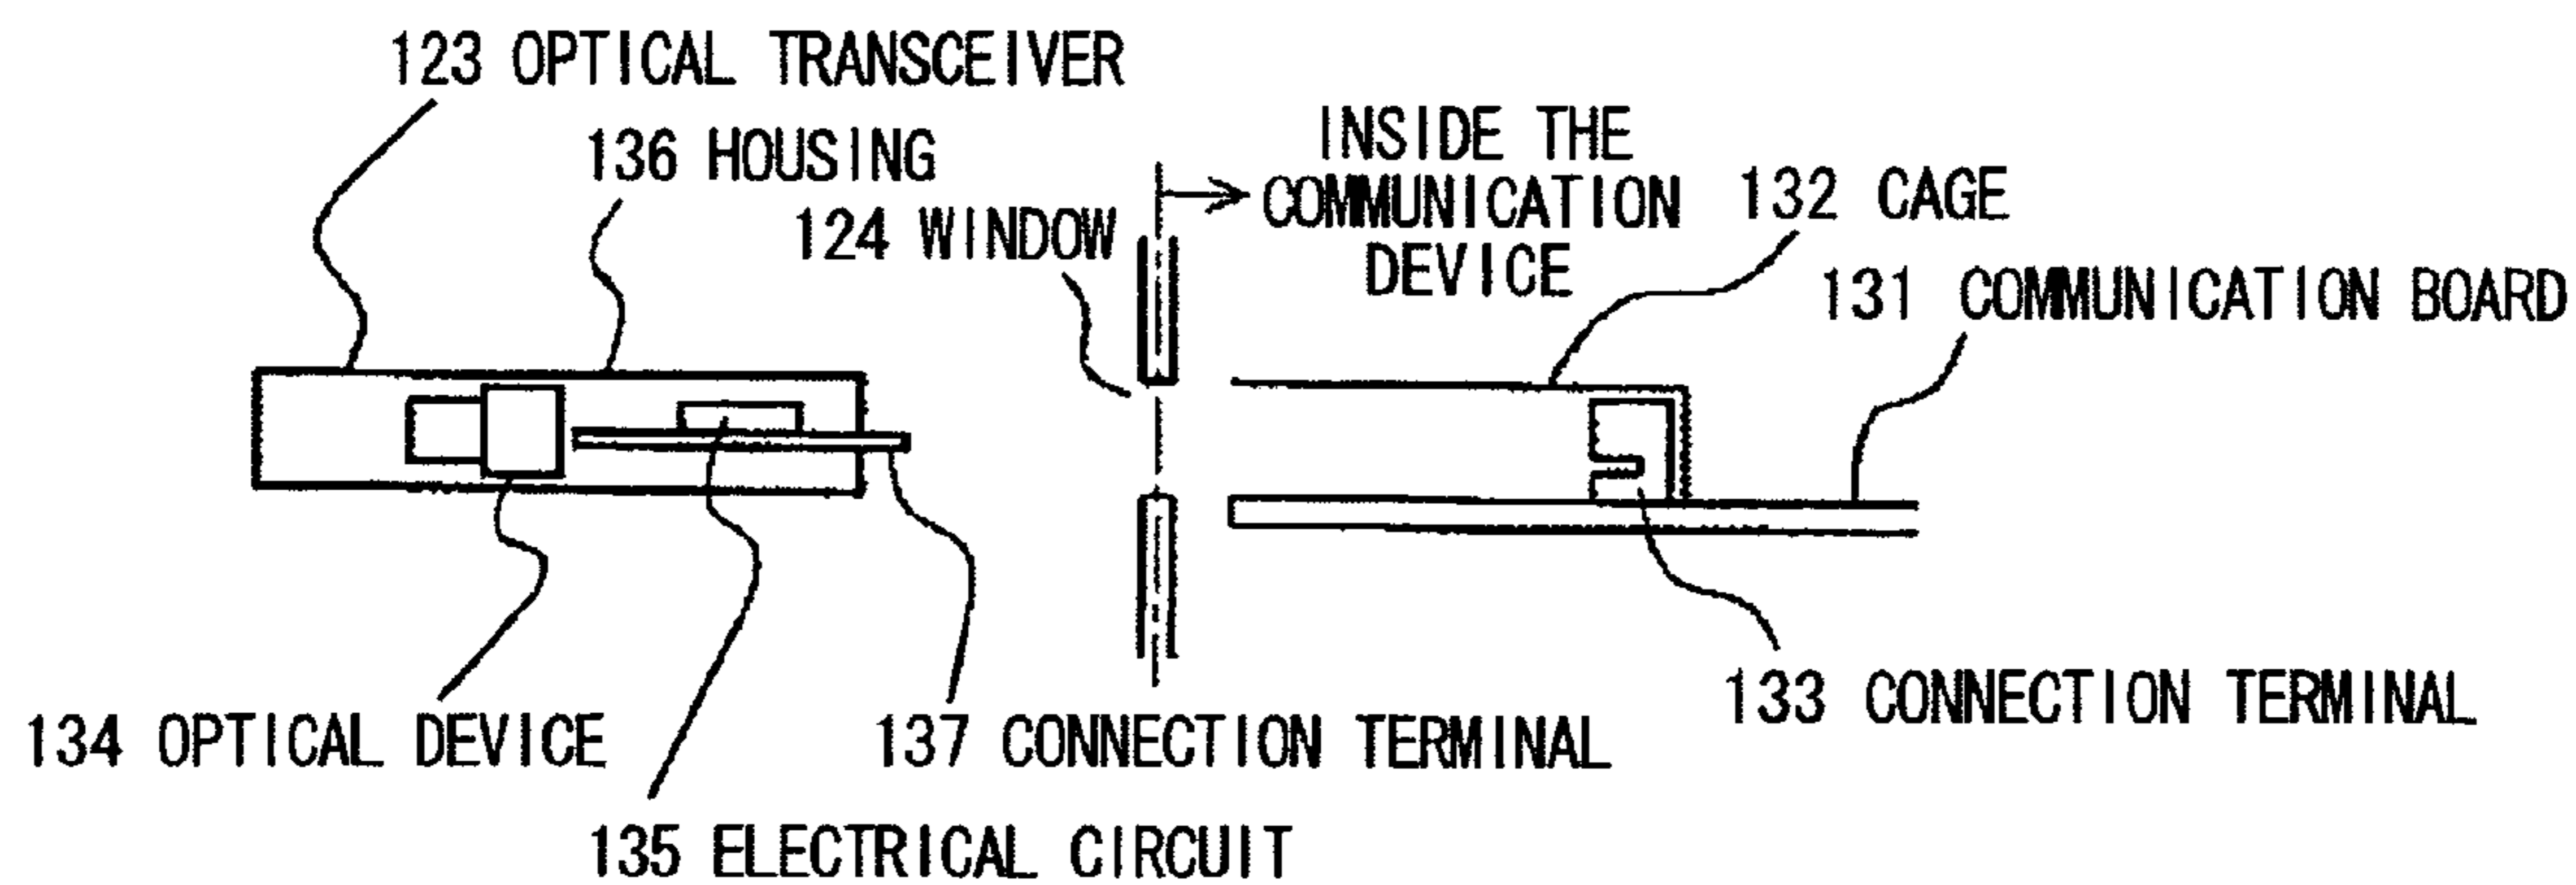 123 OPTICAL TRANSCEIVER
136 HOUSING
124 WINDOW
INSIDE THE
COMMUNICATION
DEVICE
132 CAGE
131 COMMUNICATION BOARD
134 OPTICAL DEVICE
137 CONNECTION TERMINAL
133 CONNECTION TERMINAL
135 ELECTRICAL CIRCUIT